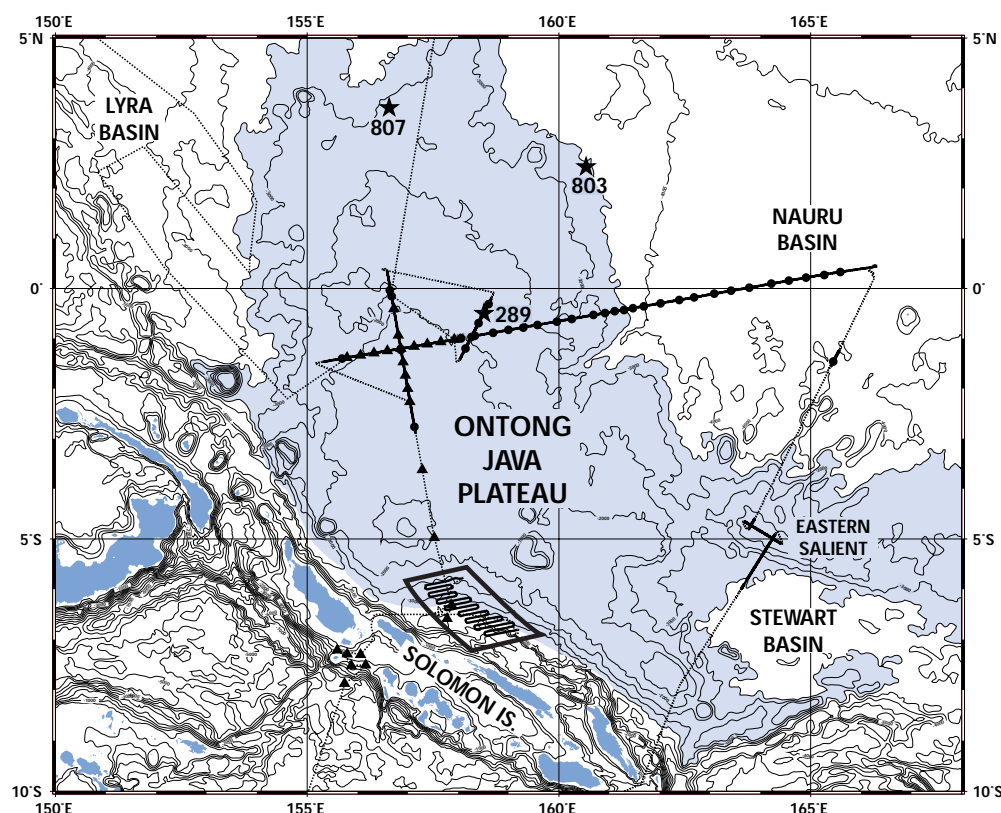 150˚E
155˚E
160˚E
165˚E
5˚N
5˚N
LYRA
BASIN
807
803
NAURU
BASIN
0˚
0˚
289
ONTONG
JAVA
PLATEAU
EASTERN
SALIENT
5˚S
5˚S
STEWART
BASIN
SOLOMON IS.
10˚S
10˚S
150˚E
155˚E
160˚E
165˚E